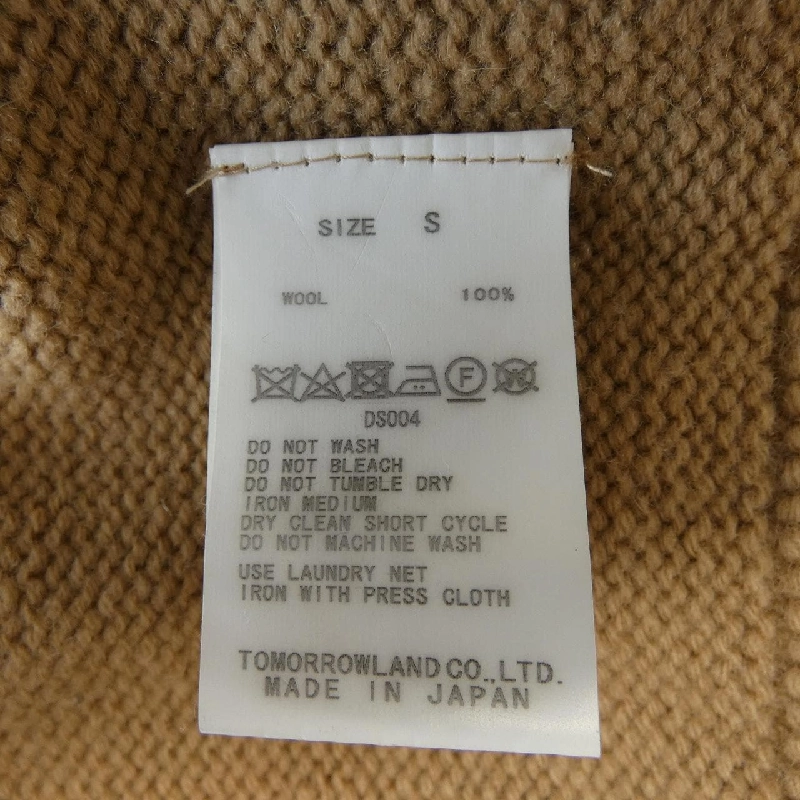 SIZE S
WOOL 100%
F W
DS004
DO NOT WASH
DO NOT BLEACH
DO NOT TUMBLE DRY
IRON MEDIUM
DRY CLEAN SHORT CYCLE
DO NOT MACHINE WASH
USE LAUNDRY NET
IRON WITH PRESS CLOTH
TOMORROWLAND CO.,LTD.
MADE IN JAPAN